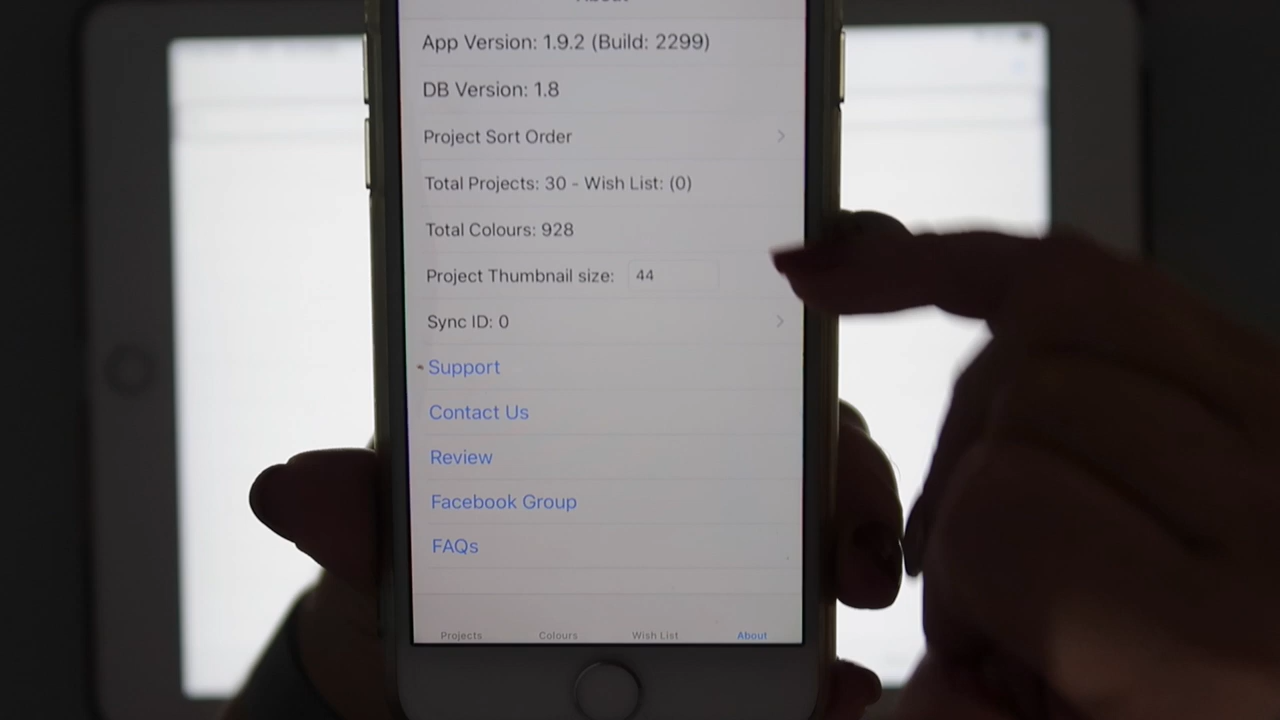 About
App Version: 1.9.2 (Build: 2299)
DB Version: 1.8
Project Sort Order
Total Projects: 30 - Wish List: (0)
Total Colours: 928
Project Thumbnail size: 44
Sync ID: 0
Support
Contact Us
Review
Facebook Group
FAQs
Projects Colours Wish List About